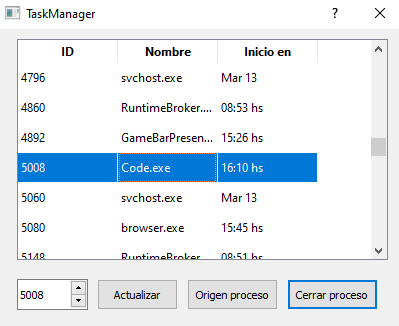 TaskManager ?
ID Nombre Inicio en
4796 svchost.exe Mar 13
4860 RuntimeBroker.... 08:53 hs
4892 GameBarPresen... 15:26 hs
5008 Code.exe 16:10 hs
5060 svchost.exe Mar 13
5080 browser.exe 15:45 hs
5148 RuntimeBroker 08:51 hs
5008 Actualizar Origen proceso Cerrar proceso